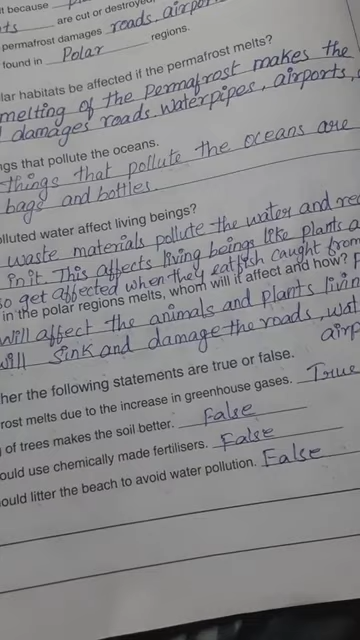 because
ts are cut or destroyed,
permafrost damages roads, airpor
found in Polar regions.
lar habitats be affected if the permafrost melts?
melting of the Permafrost makes the
damages roads waterpipes, airports,
ngs that pollute the oceans.
things that pollute the oceans are
bags and bottles.
olluted water affect living beings?
waste materials pollute the water and re
in it. This affects living beings like plants a
so get affected when they eat fish caught from
in the polar regions melts, whom will it affect and how?
will affect the animals and plants livin
will sink and damage the roads, wat
airp
her the following statements are true or false.
rost melts due to the increase in greenhouse gases. True
of trees makes the soil better. False
ould use chemically made fertilisers. False
ould litter the beach to avoid water pollution. False